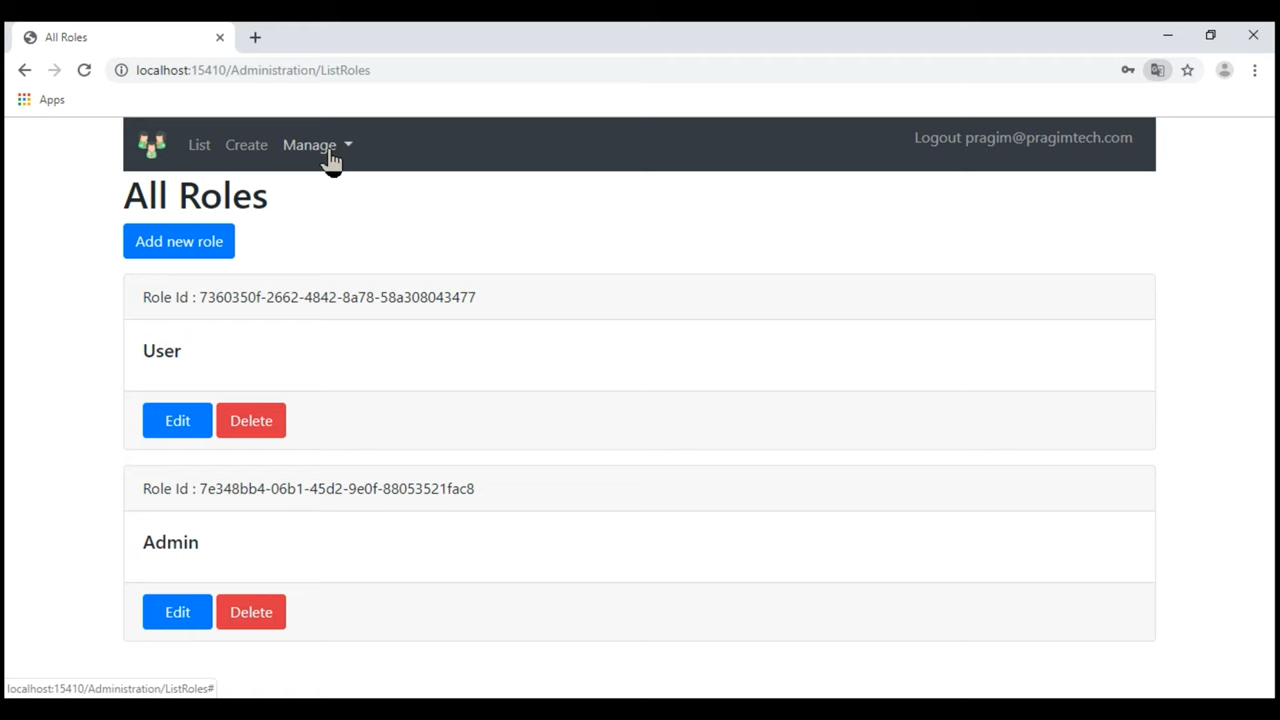 All Roles
localhost:15410/Administration/ListRoles
Apps
List Create Manage Logout pragim@pragimtech.com
All Roles
Add new role
Role Id : 7360350f-2662-4842-8a78-58a308043477
User
Edit Delete
Role Id : 7e348bb4-06b1-45d2-9e0f-88053521fac8
Admin
Edit Delete
localhost:15410/Administration/ListRoles#